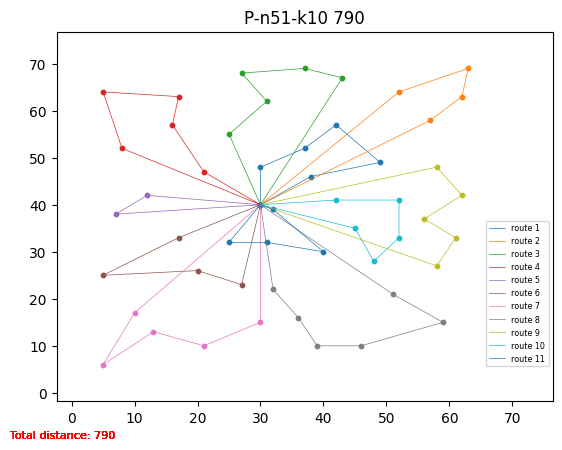 P-n51-k10 790
70
60
50
40
30
20
10
0
route 1
route 2
route 3
route 4
route 5
route 6
route 7
route 8
route 9
route 10
route 11
0 10 20 30 40 50 60 70
Total distance: 790